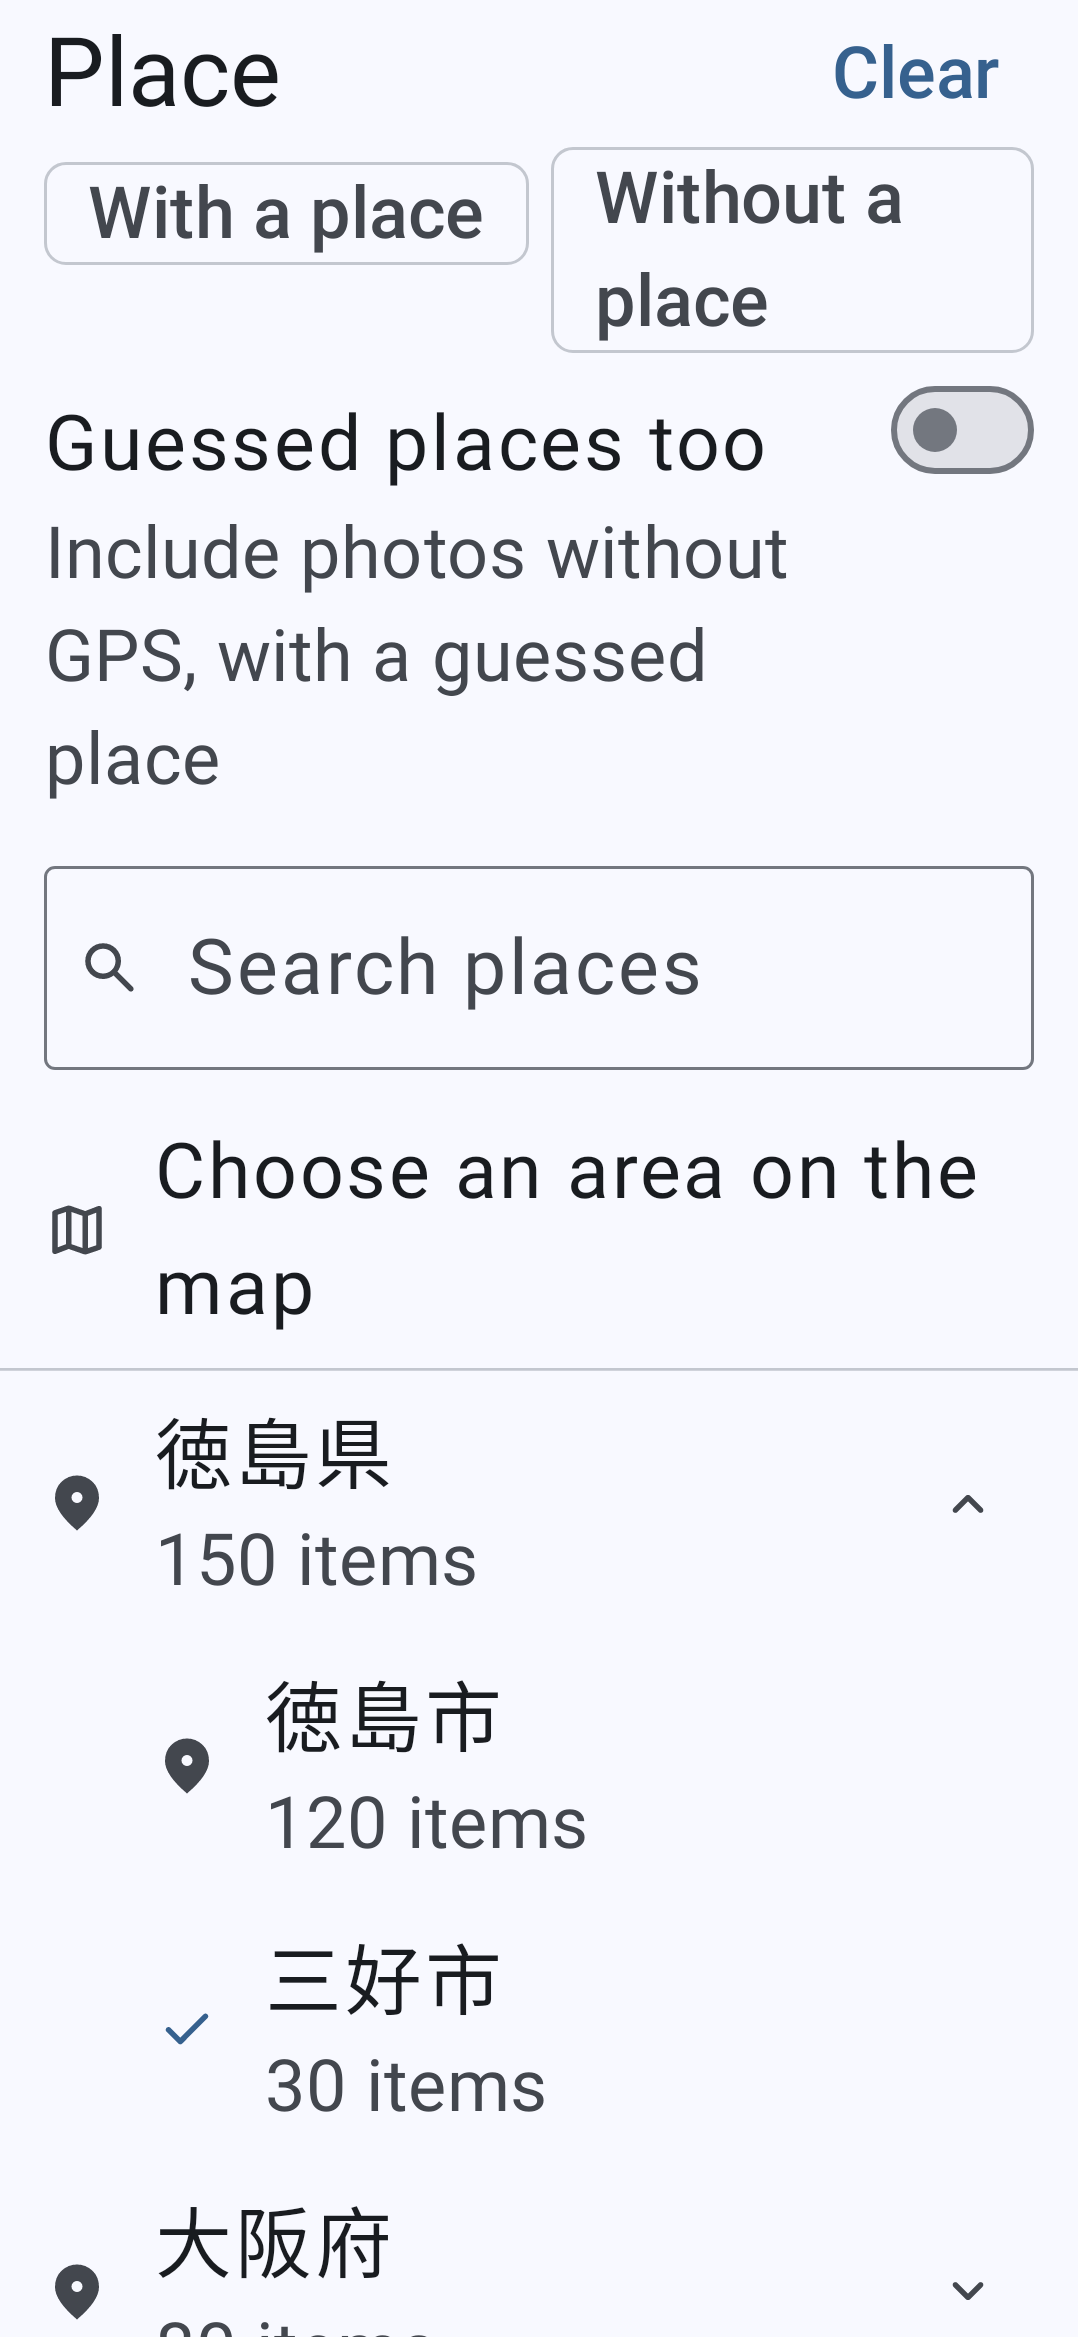 Place
Clear
With a place
Without a
place
Guessed places too
Include photos without
GPS, with a guessed
place
Search places
Choose an area on the
map
徳島県
150 items
徳島市
120 items
三好市
30 items
大阪府
items